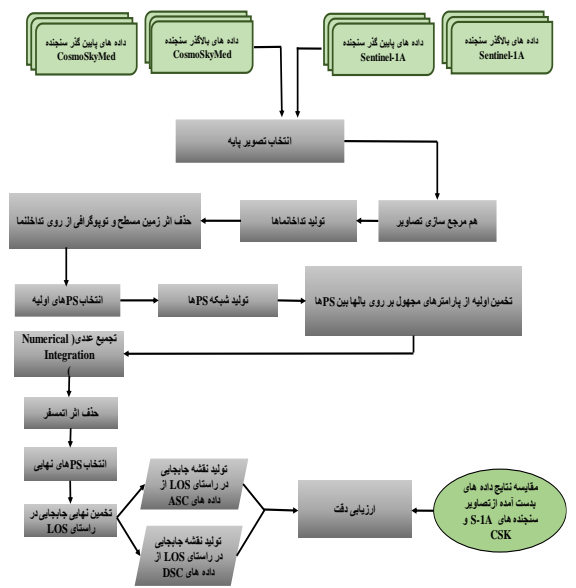 داده های پایین گذر سنجنده
CosmoSkyMed
داده های بالاگذر سنجنده
CosmoSkyMed
داده های پایین گذر سنجنده
Sentinel-1A
داده های بالاگذر سنجنده
Sentinel-1A
انتخاب تصویر پایه
هم مرجع سازی تصاویر
تولید تداخلنماها
حذف اثر زمین مسطح و توپوگرافی از روی تداخلنما
انتخاب PSهای اولیه
تولید شبکه PSها
تخمین اولیه از پارامترهای مجهول بر روی یالها بین PSها
تجمیع عددی( Numerical
Integration
(
حذف اثر اتمسفر
انتخاب PSهای نهایی
تخمین نهایی جابجایی در
راستای LOS
تولید نقشه جابجایی
در راستای LOS از
داده های ASC
تولید نقشه جابجایی
در راستای LOS از
داده های DSC
ارزیابی دقت
مقایسه نتایج داده های
بدست آمده ازتصاویر
سنجنده های S-1A و
CSK